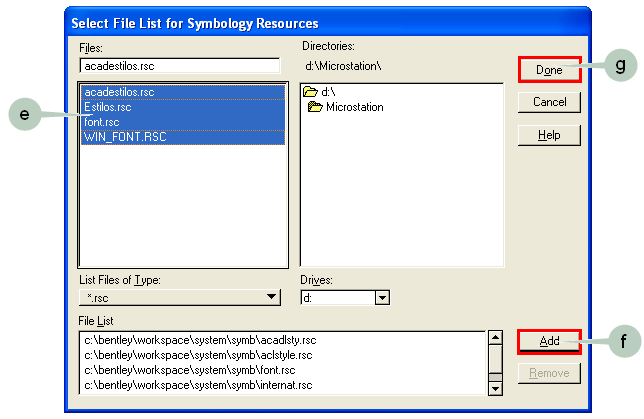 Select File List for Symbology Resources
Files:
acadestilos.rsc
acadestilos.rsc
Estilos.rsc
font.rsc
WIN_FONT.RSC
List Files of Type:
*.rsc
Directories:
d:\Microstation\
d:\
Microstation
Drives:
d:
Done
Cancel
Help
File List
c:\bentley\workspace\system\symb\acadlsty.rsc
c:\bentley\workspace\system\symb\aclstyle.rsc
c:\bentley\workspace\system\symb\font.rsc
c:\bentley\workspace\system\symb\internat.rsc
Add
Remove
e
g
f